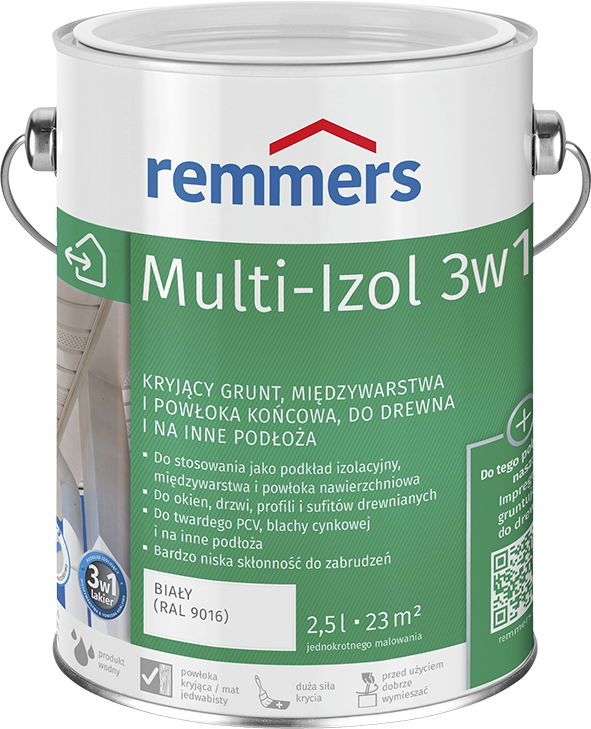 remmers
Multi-Izol 3w1
KRYJĄCY GRUNT, MIĘDZYWARSTWA
I POWŁOKA KOŃCOWA, DO DREWNA
I NA INNE PODŁOŻA
▪ Do stosowania jako podkład izolacyjny,
międzywarstwa i powłoka nawierzchniowa
▪ Do okien, drzwi, profili i sufitów drewnianych
▪ Do twardego PCV, blachy cynkowej
i na inne podłoża
▪ Bardzo niska skłonność do zabrudzeń
Do tego
Impreg
gruntu
do dre
remmers
3w1
lakier
BIAŁY
(RAL 9016)
2,5 l ▪ 23 m²
jednokrotnego malowania
produkt
wodny
powłoka
kryjąca / mat
jedwabisty
duża siła
krycia
przed użyciem
dobrze
wymieszać